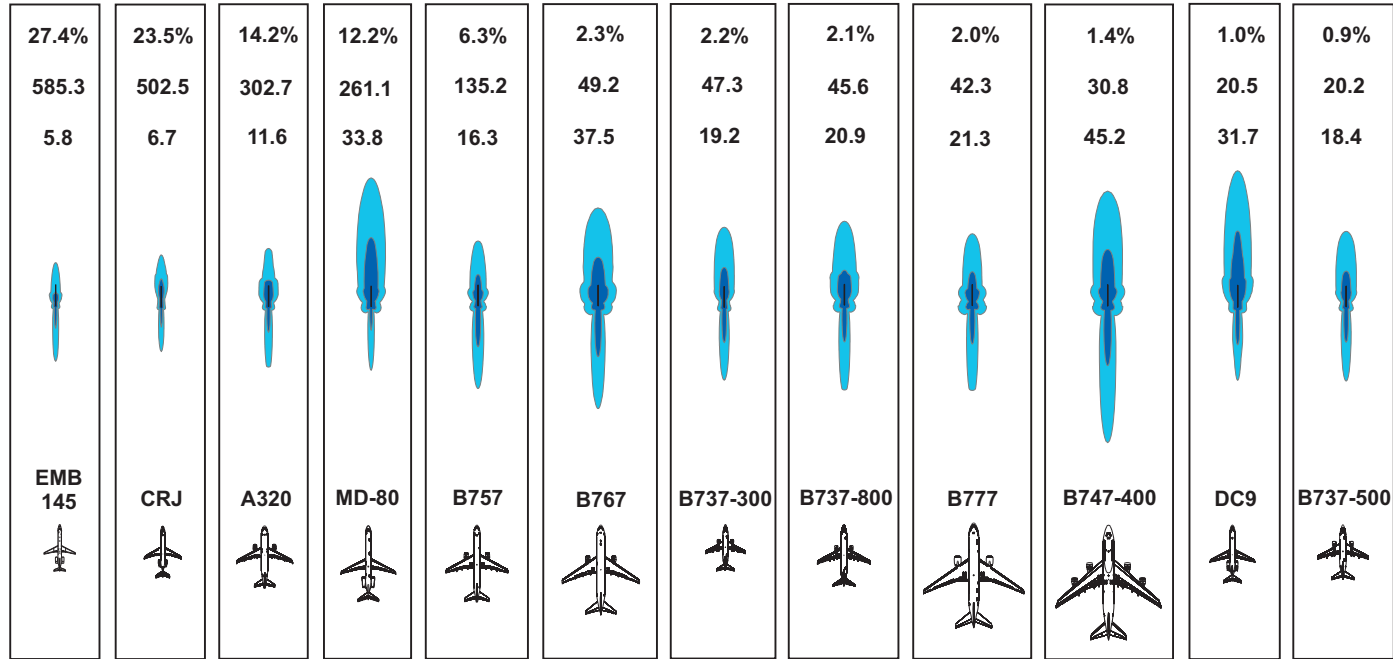 27.4% 23.5% 14.2% 12.2% 6.3% 2.3% 2.2% 2.1% 2.0% 1.4% 1.0% 0.9%
585.3 502.5 302.7 261.1 135.2 49.2 47.3 45.6 42.3 30.8 20.5 20.2
5.8 6.7 11.6 33.8 16.3 37.5 19.2 20.9 21.3 45.2 31.7 18.4
EMB
145 CRJ A320 MD-80 B757 B767 B737-300 B737-800 B777 B747-400 DC9 B737-500